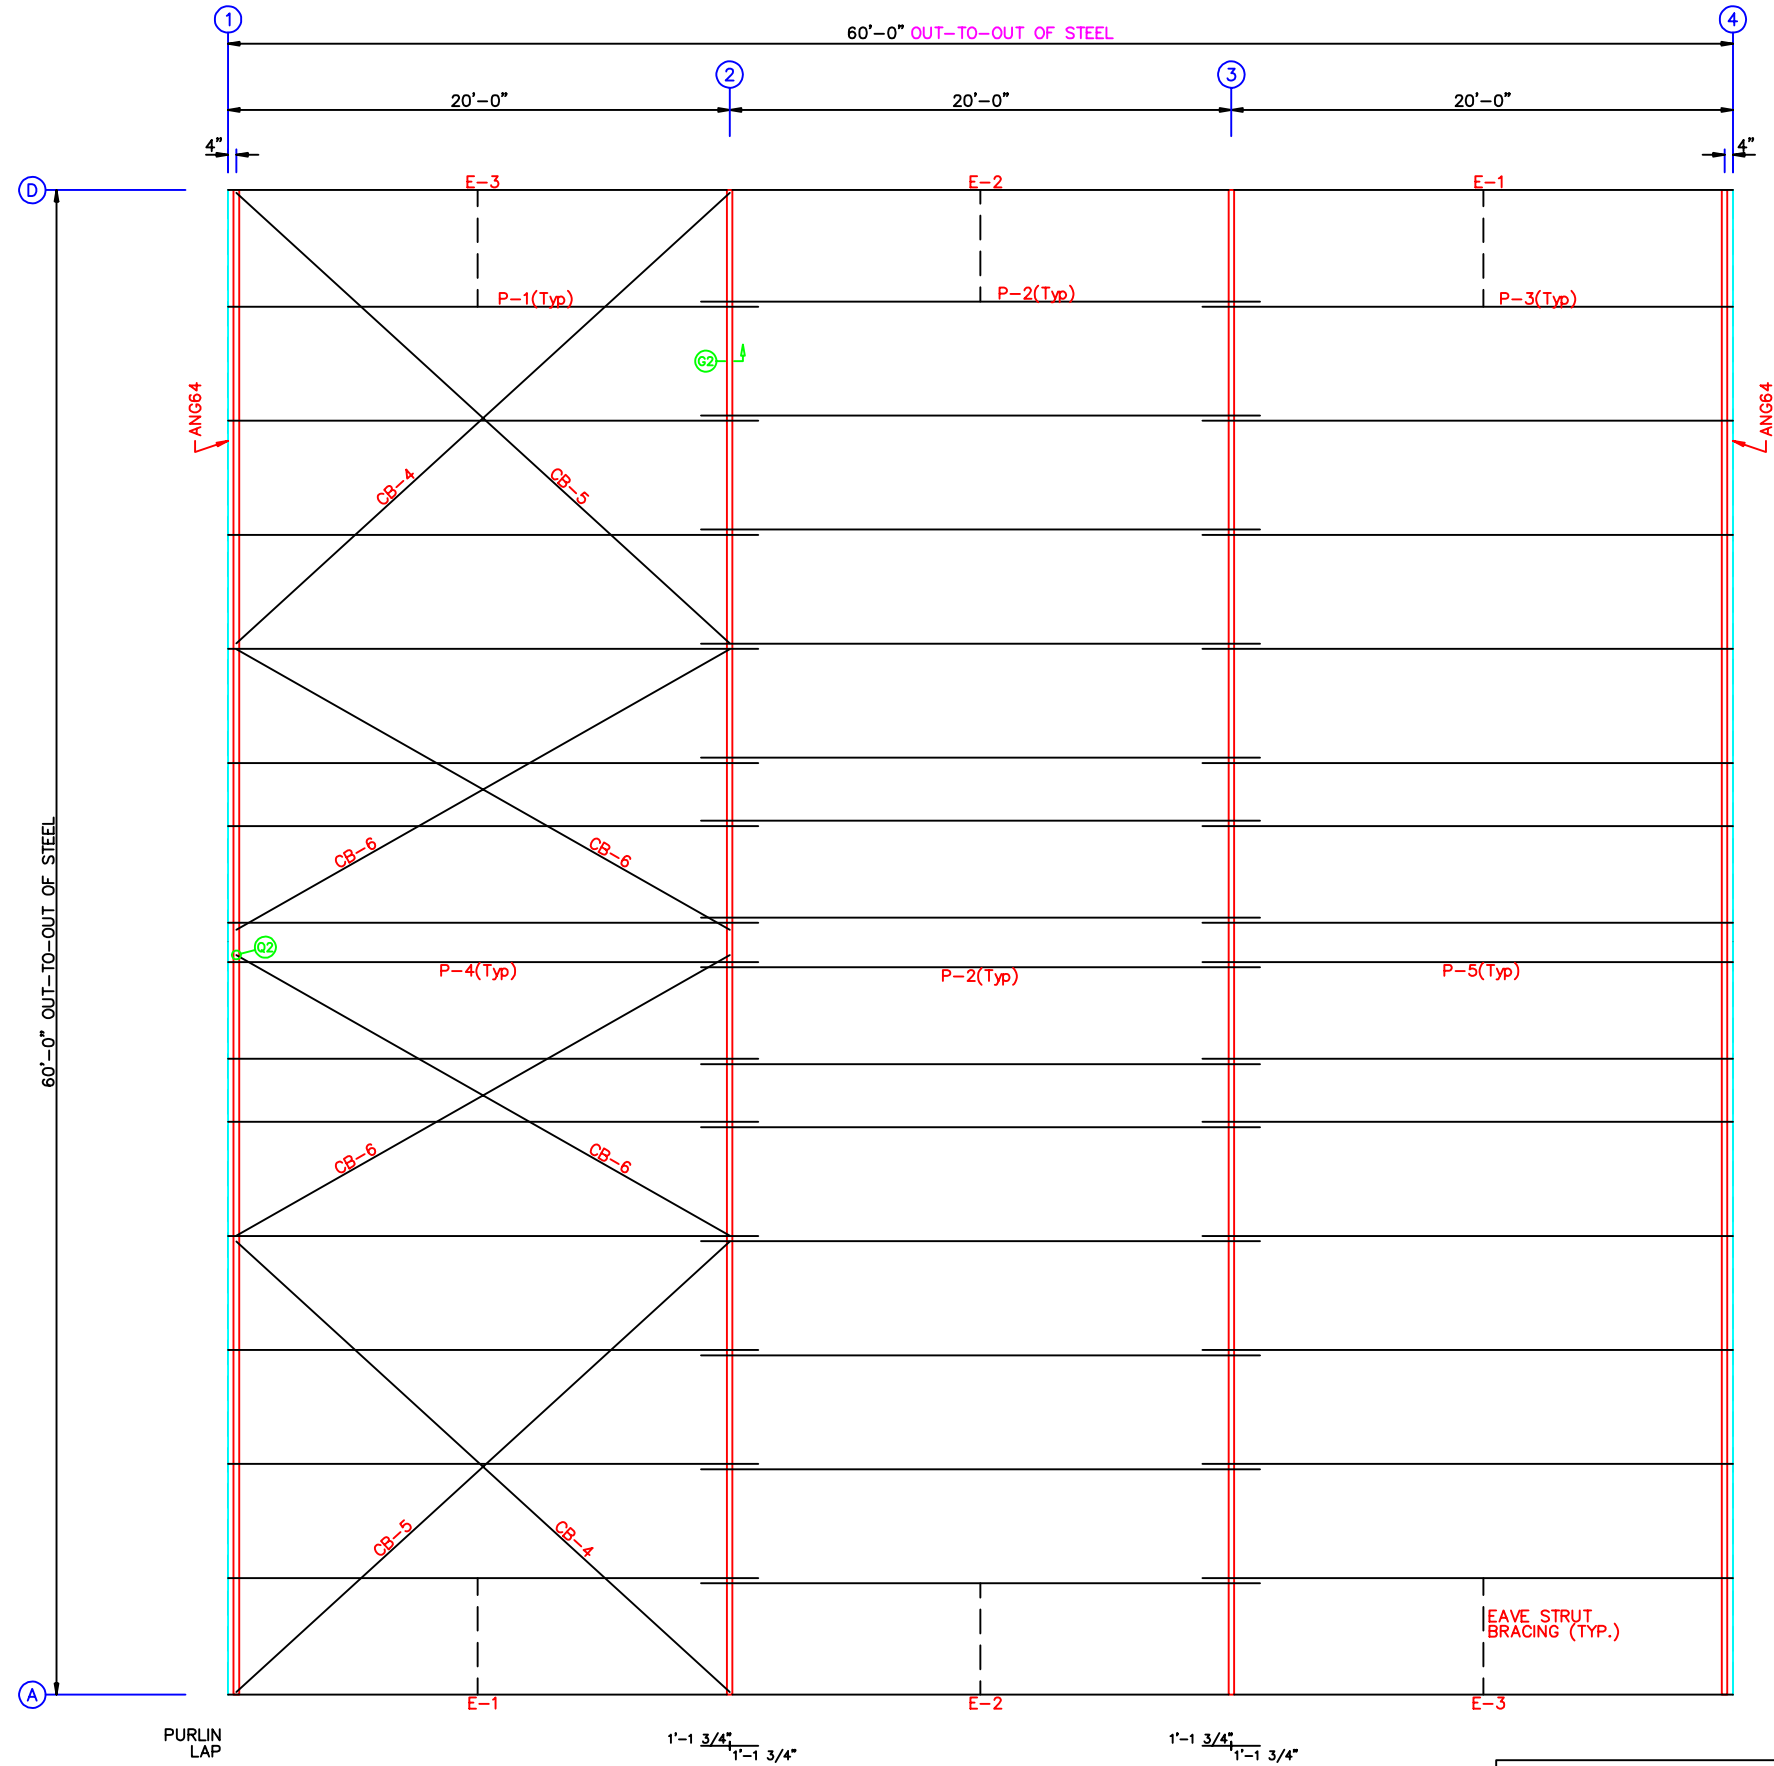 1
4
60'-0" OUT-TO-OUT OF STEEL
2
3
20'-0"
20'-0"
20'-0"
4"
4"
D
E-3
E-2
E-1
P-1(Typ)
P-2(Typ)
P-3(Typ)
G2
ANG64
ANG64
CB-4
CB-5
60'-0" OUT-TO-OUT OF STEEL
CB-6
CB-6
Q2
P-4(Typ)
P-2(Typ)
P-5(Typ)
CB-6
CB-6
CB-5
CB-4
EAVE STRUT
BRACING (TYP.)
A
E-1
E-2
E-3
PURLIN
LAP
1'-1 3/4"
1'-1 3/4"
1'-1 3/4"
1'-1 3/4"